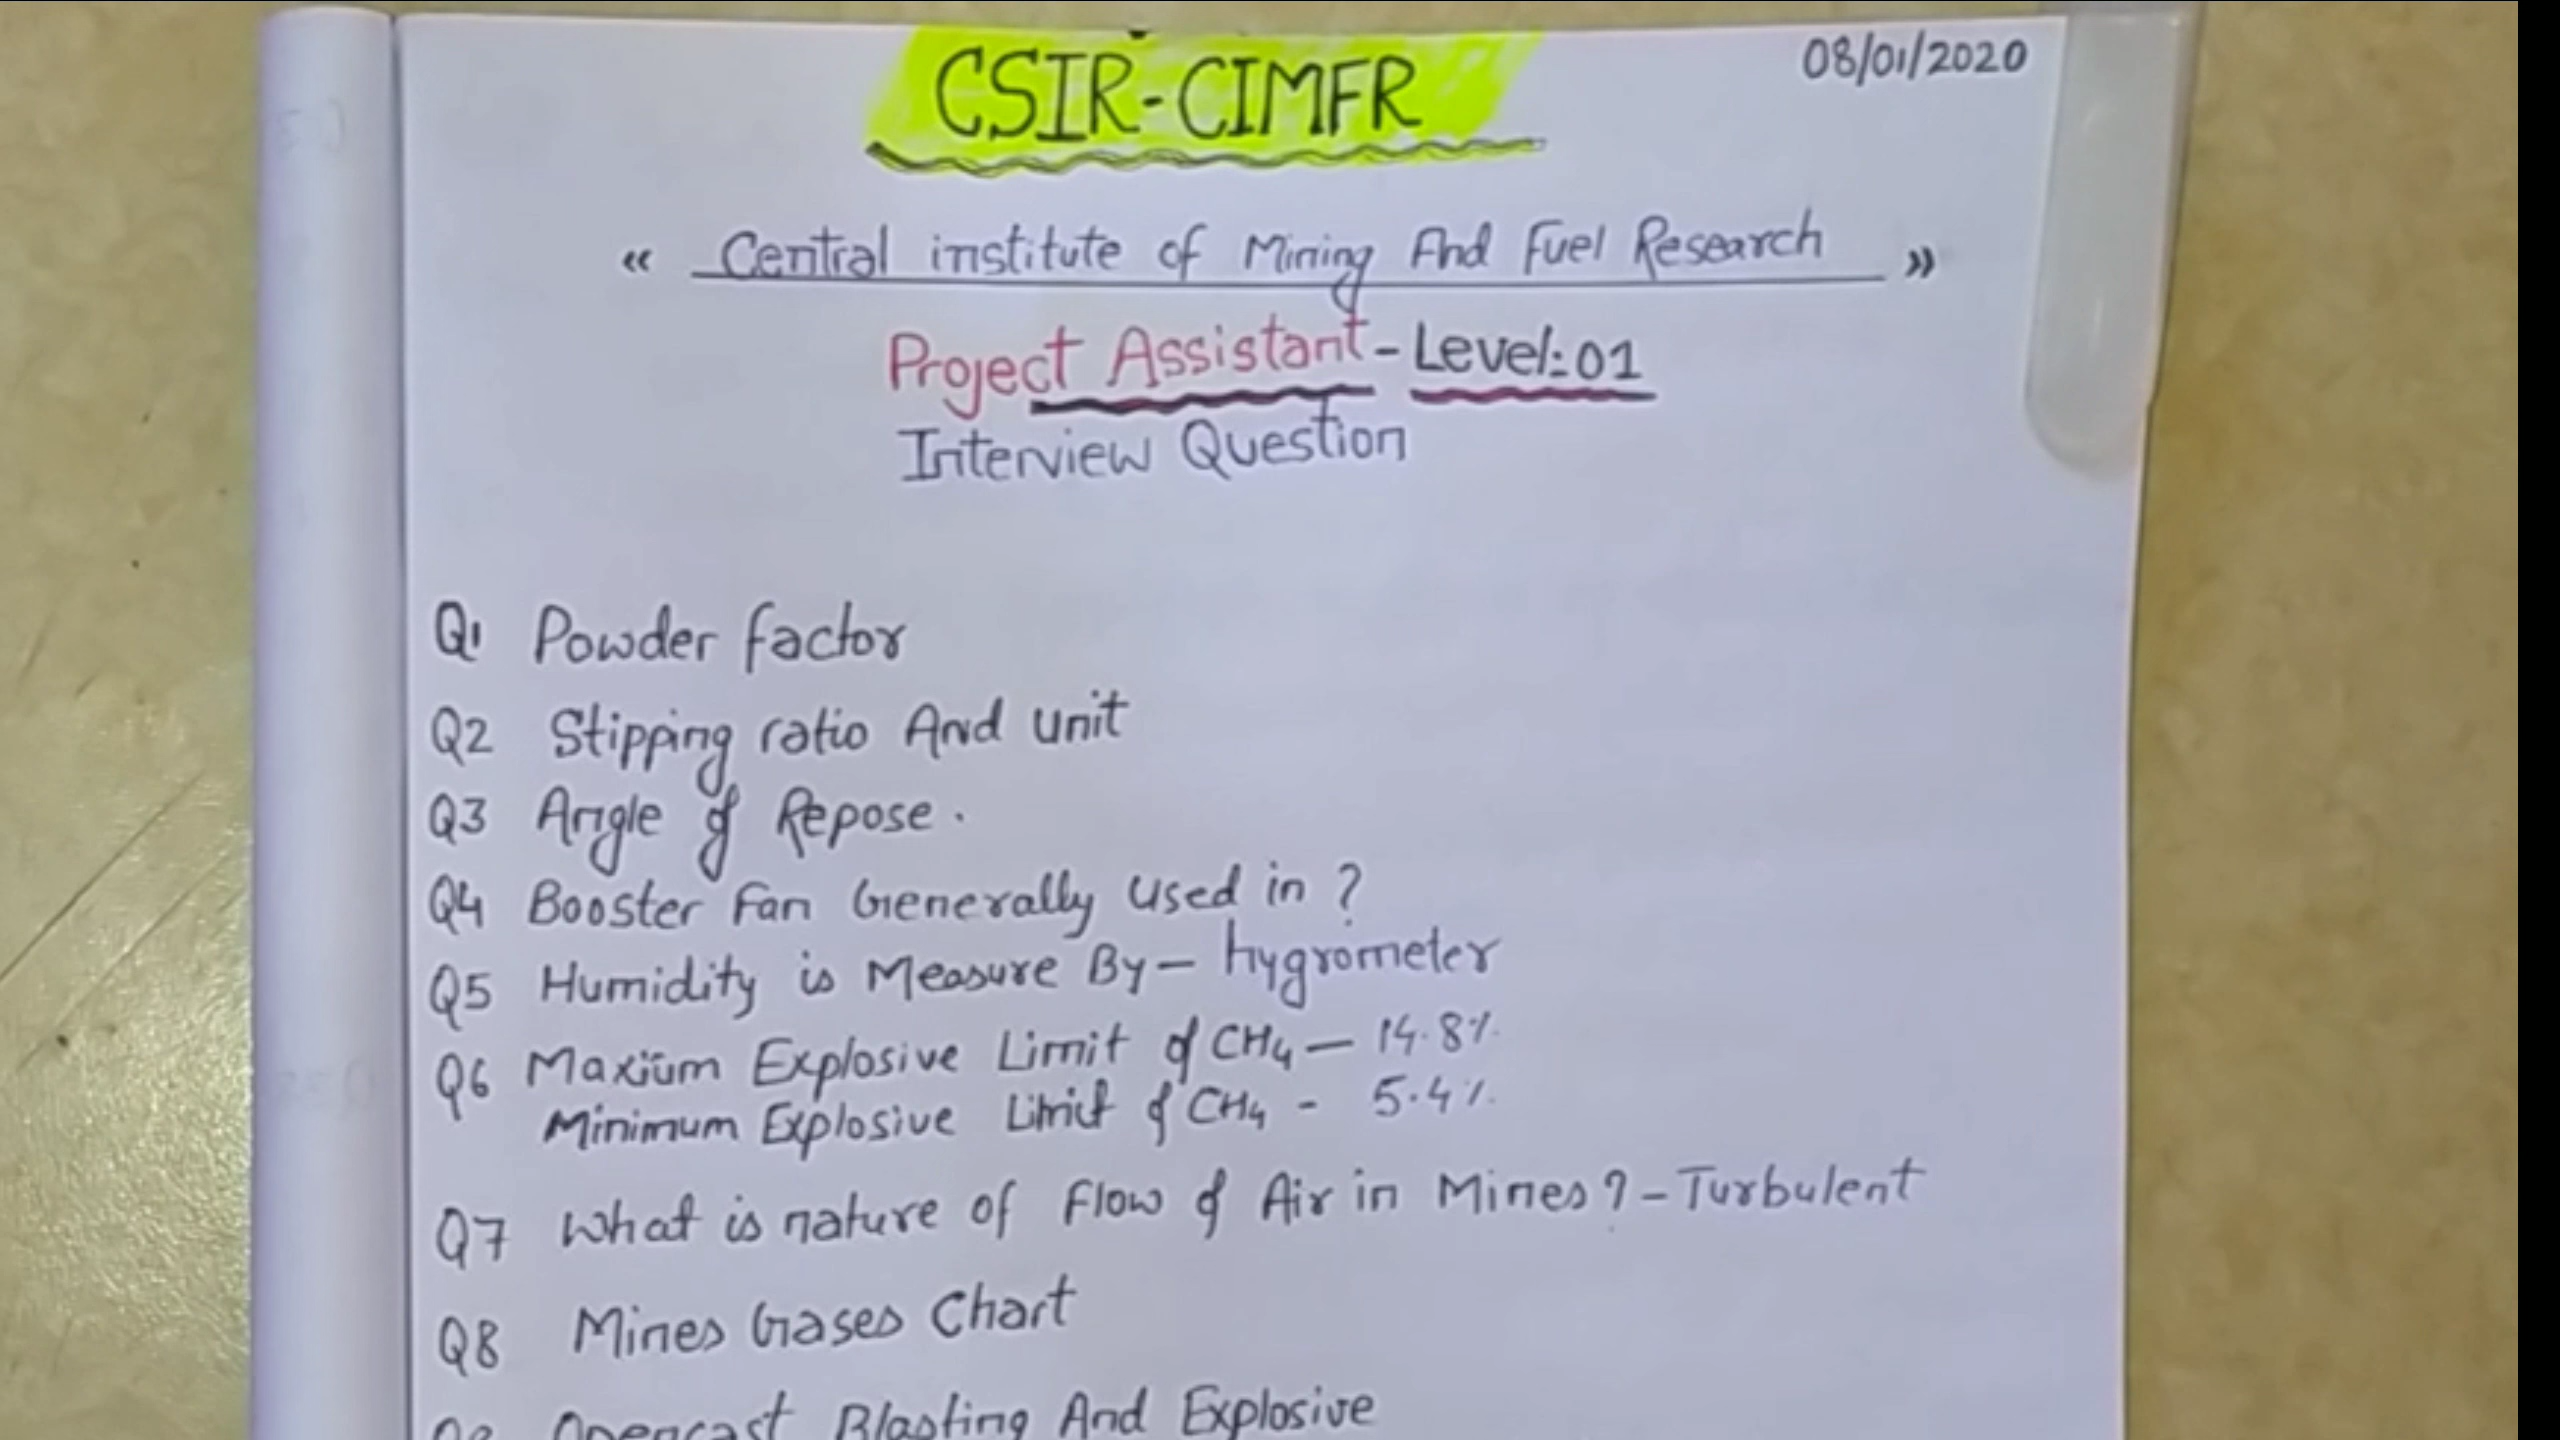 CSIR-CIMFR
08/01/2020
“ Central institute of Mining And Fuel Research ”
Project Assistant - Level:01
Interview Question
Q1 Powder factor
Q2 Stipping ratio And unit
Q3 Angle of Repose.
Q4 Booster Fan Generally used in ?
Q5 Humidity is Measure By - hygrometer
Q6 Maxium Explosive Limit of CH4 - 14.8%
Minimum Explosive Limit of CH4 - 5.4%
Q7 What is nature of Flow of Air in Mines? - Turbulent
Q8 Mines Gases Chart
Opencast Blasting And Explosive